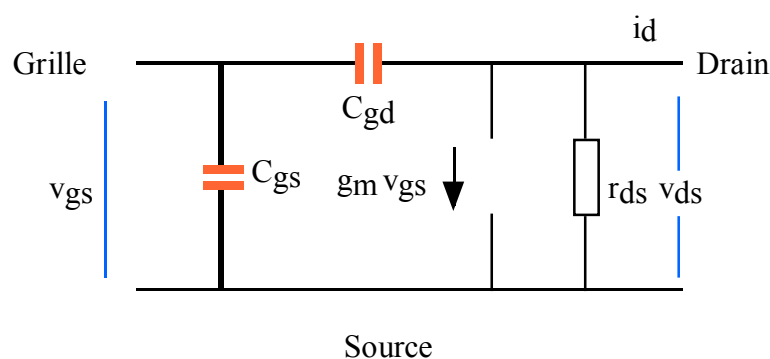 id
Grille
Drain
Cgd
Cgs
gm vgs
vgs
rds
vds
Source